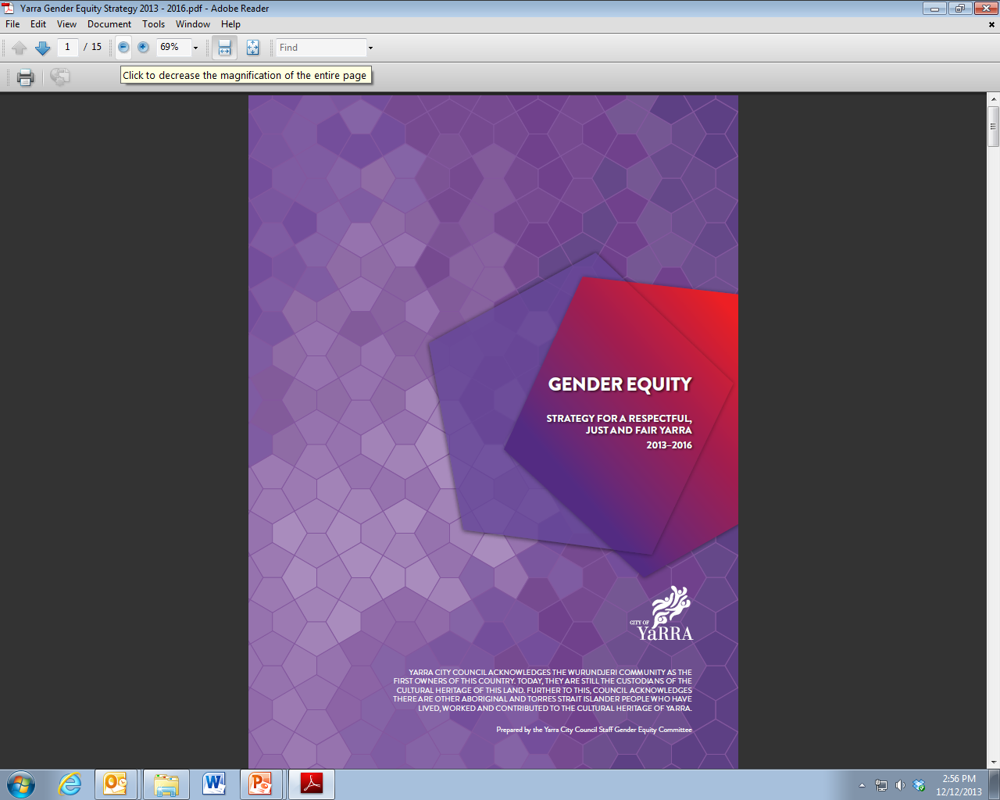 Yarra Gender Equity Strategy 2013 - 2016.pdf - Adobe Reader
File Edit View Document Tools Window Help
1 / 15 69% Find
Click to decrease the magnification of the entire page
GENDER EQUITY
STRATEGY FOR A RESPECTFUL,
JUST AND FAIR YARRA
2013–2016
CITY OF
YaRRA
YARRA CITY COUNCIL ACKNOWLEDGES THE WURUNDJERI COMMUNITY AS THE
FIRST OWNERS OF THIS COUNTRY. TODAY, THEY ARE STILL THE CUSTODIANS OF THE
CULTURAL HERITAGE OF THIS LAND. FURTHER TO THIS, COUNCIL ACKNOWLEDGES
THERE ARE OTHER ABORIGINAL AND TORRES STRAIT ISLANDER PEOPLE WHO HAVE
LIVED, WORKED AND CONTRIBUTED TO THE CULTURAL HERITAGE OF YARRA.
Prepared by the Yarra City Council Staff Gender Equity Committee
2:56 PM
12/12/2013